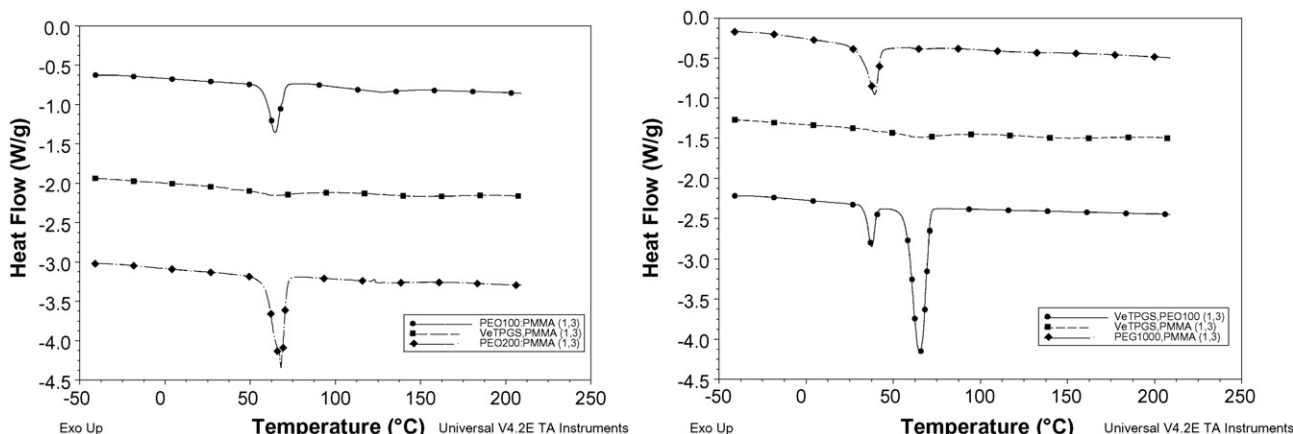 0.0
-0.5
-1.0
-1.5
-2.0
-2.5
-3.0
-3.5
-4.0
-4.5
Heat Flow (W/g)
PEO100:PMMA (1,3)
VeTPGS,PMMA (1,3)
PEO200:PMMA (1,3)
-50 0 50 100 150 200 250
Exo Up Temperature (°C) Universal V4.2E TA Instruments
0.0
-0.5
-1.0
-1.5
-2.0
-2.5
-3.0
-3.5
-4.0
-4.5
Heat Flow (W/g)
VeTPGS,PEO100 (1,3)
VeTPGS,PMMA (1,3)
PEG1000,PMMA (1,3)
-50 0 50 100 150 200 250
Exo Up Temperature (°C) Universal V4.2E TA Instruments